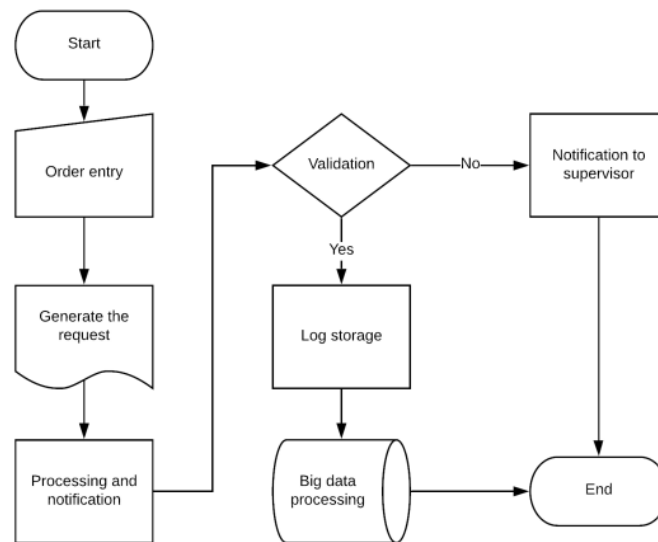 Start
Order entry
Generate the
request
Processing and
notification
Validation
No
Yes
Notification to
supervisor
Log storage
Big data
processing
End